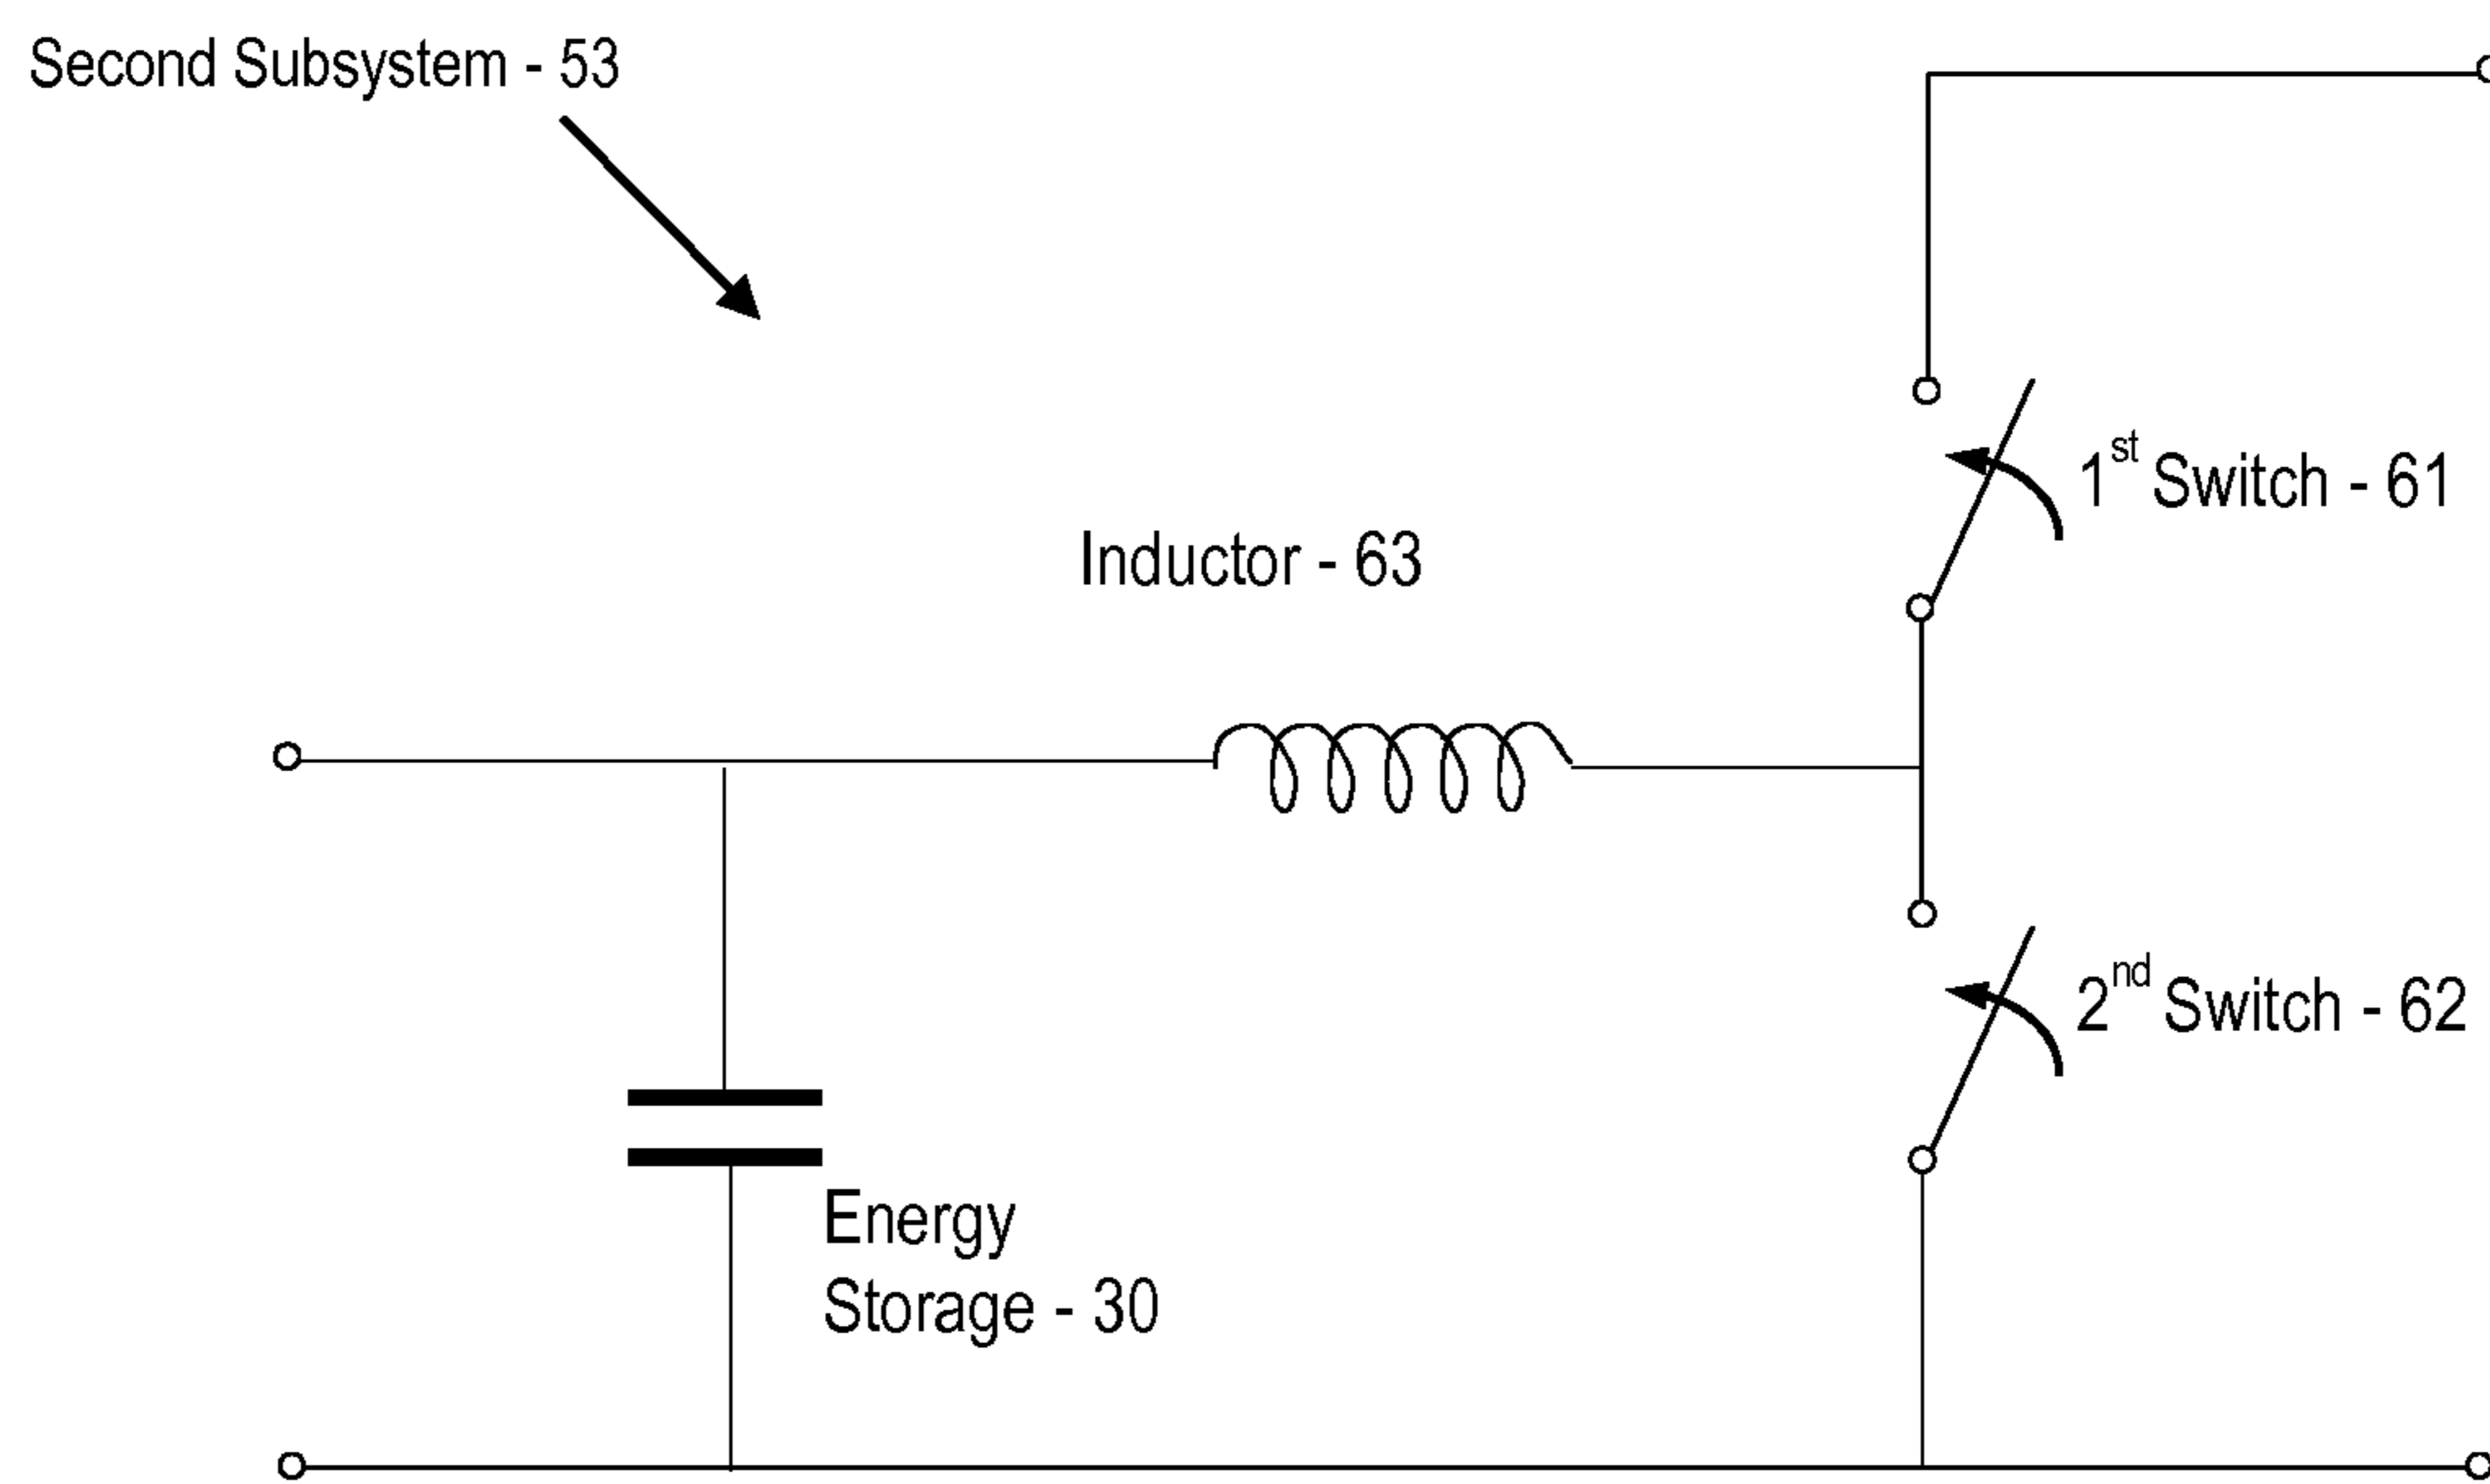 Second Subsystem - 53
1st Switch - 61
Inductor - 63
2nd Switch - 62
Energy
Storage - 30